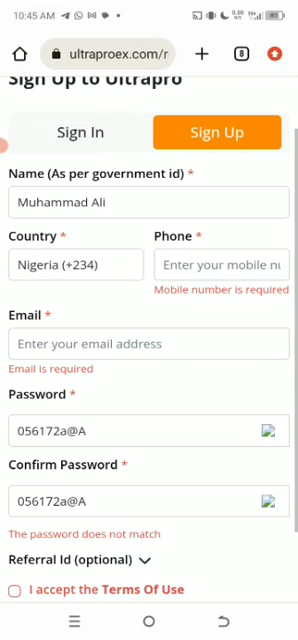 10:45 AM
ultraproex.com/r
8
Sign Up to Ultrapro
Sign In Sign Up
Name (As per government id) *
Muhammad Ali
Country * Phone *
Nigeria (+234) Enter your mobile nu
Mobile number is required
Email *
Enter your email address
Email is required
Password *
056172a@A
Confirm Password *
056172a@A
The password does not match
Referral Id (optional)
I accept the Terms Of Use